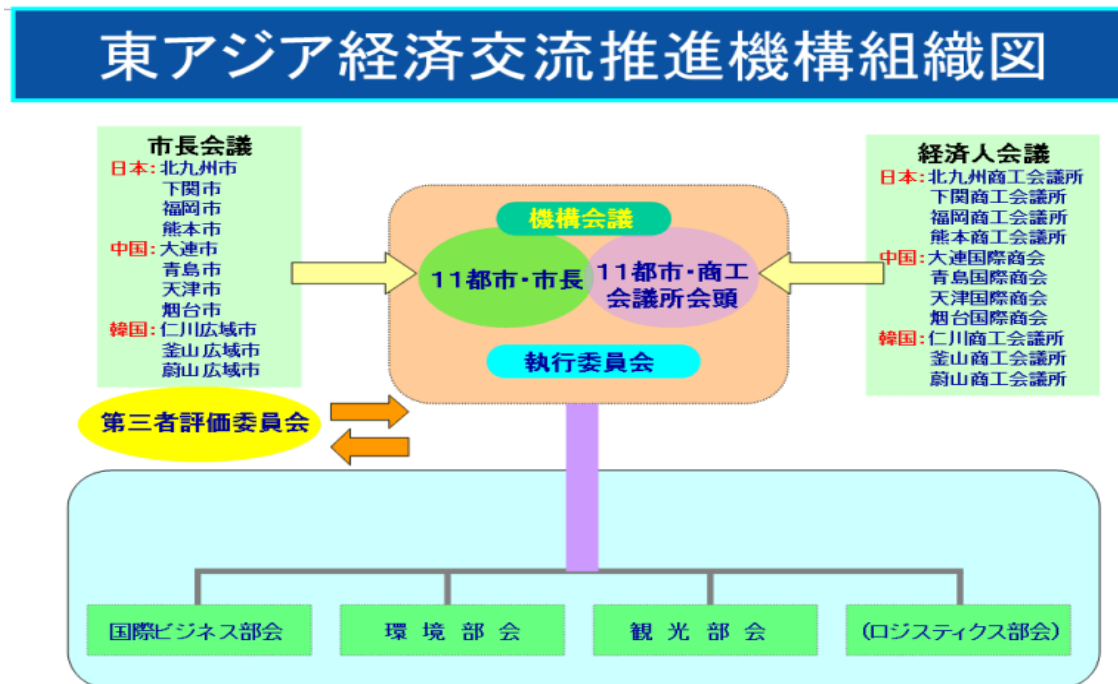 東アジア経済交流推進機構組織図
市長会議
日本:北九州市
下関市
福岡市
熊本市
中国:大連市
青島市
天津市
烟台市
韓国:仁川広域市
釜山広域市
蔚山広域市
機構会議
11都市・市長
11都市・商工
会議所会頭
執行委員会
経済人会議
日本:北九州商工会議所
下関商工会議所
福岡商工会議所
熊本商工会議所
中国:大連国際商会
青島国際商会
天津国際商会
烟台国際商会
韓国:仁川商工会議所
釜山商工会議所
蔚山商工会議所
第三者評価委員会
国際ビジネス部会
環境部会
観光部会
(ロジスティクス部会)